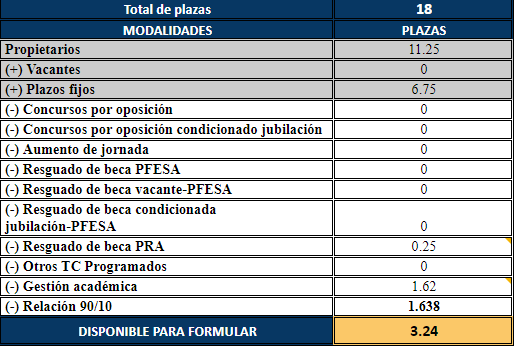 Total de plazas 18
MODALIDADES PLAZAS
Propietarios 11.25
(+) Vacantes 0
(+) Plazos fijos 6.75
(-) Concursos por oposición 0
(-) Concursos por oposición condicionado jubilación 0
(-) Aumento de jornada 0
(-) Resguado de beca PFESA 0
(-) Resguado de beca vacante-PFESA 0
(-) Resguado de beca condicionada
jubilación-PFESA 0
(-) Resguado de beca PRA 0.25
(-) Otros TC Programados 0
(-) Gestión académica 1.62
(-) Relación 90/10 1.638
DISPONIBLE PARA FORMULAR 3.24